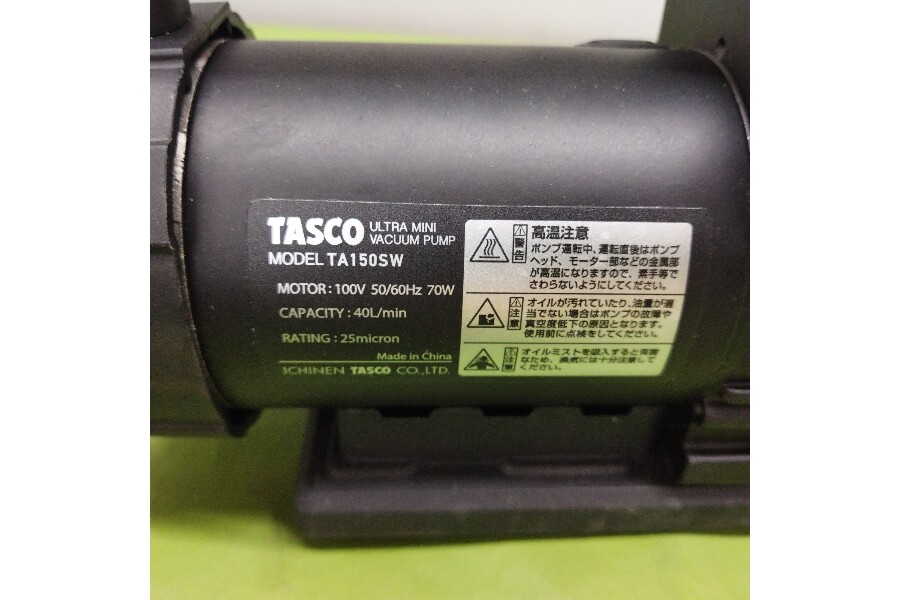 TASCO ULTRA MINI
VACUUM PUMP
MODEL TA150SW
MOTOR : 100V 50/60Hz 70W
CAPACITY : 40L/min
RATING : 25micron
Made in China
ICHINEN TASCO CO.,LTD.
警告
高温注意
ポンプ運転中、運転直後はポンプ
ヘッド、モーター部などの金属部
が高温になりますので、素手等で
さわらないようにしてください。
注意
オイルが汚れていたり、油量が適
当でない場合はポンプの故障や
真空度低下の原因となります。
使用前に点検をしてください。
注意
オイルミストを吸入すると有害
なため、換気には十分注意して
ください。